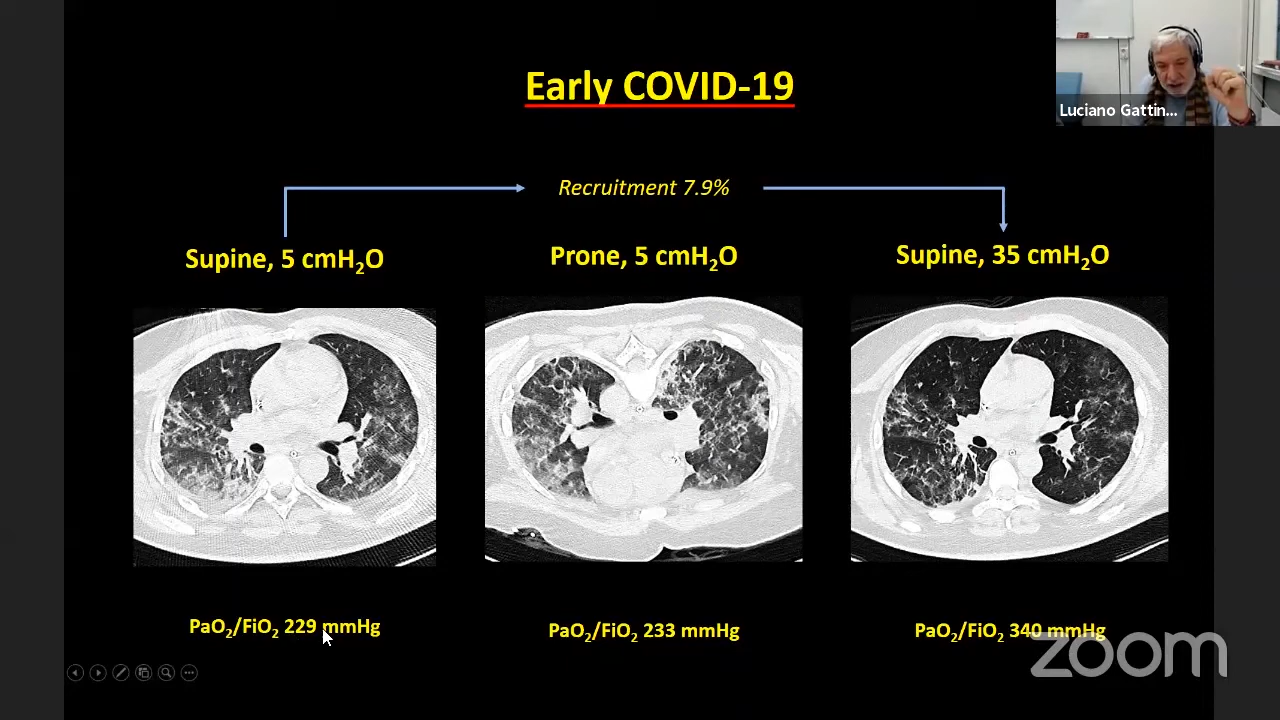 Early COVID-19
Luciano Gattin...
Recruitment 7.9%
Supine, 5 cmH₂O
Prone, 5 cmH₂O
Supine, 35 cmH₂O
PaO₂/FiO₂ 229 mmHg
PaO₂/FiO₂ 233 mmHg
PaO₂/FiO₂ 340 mmHg
zoom